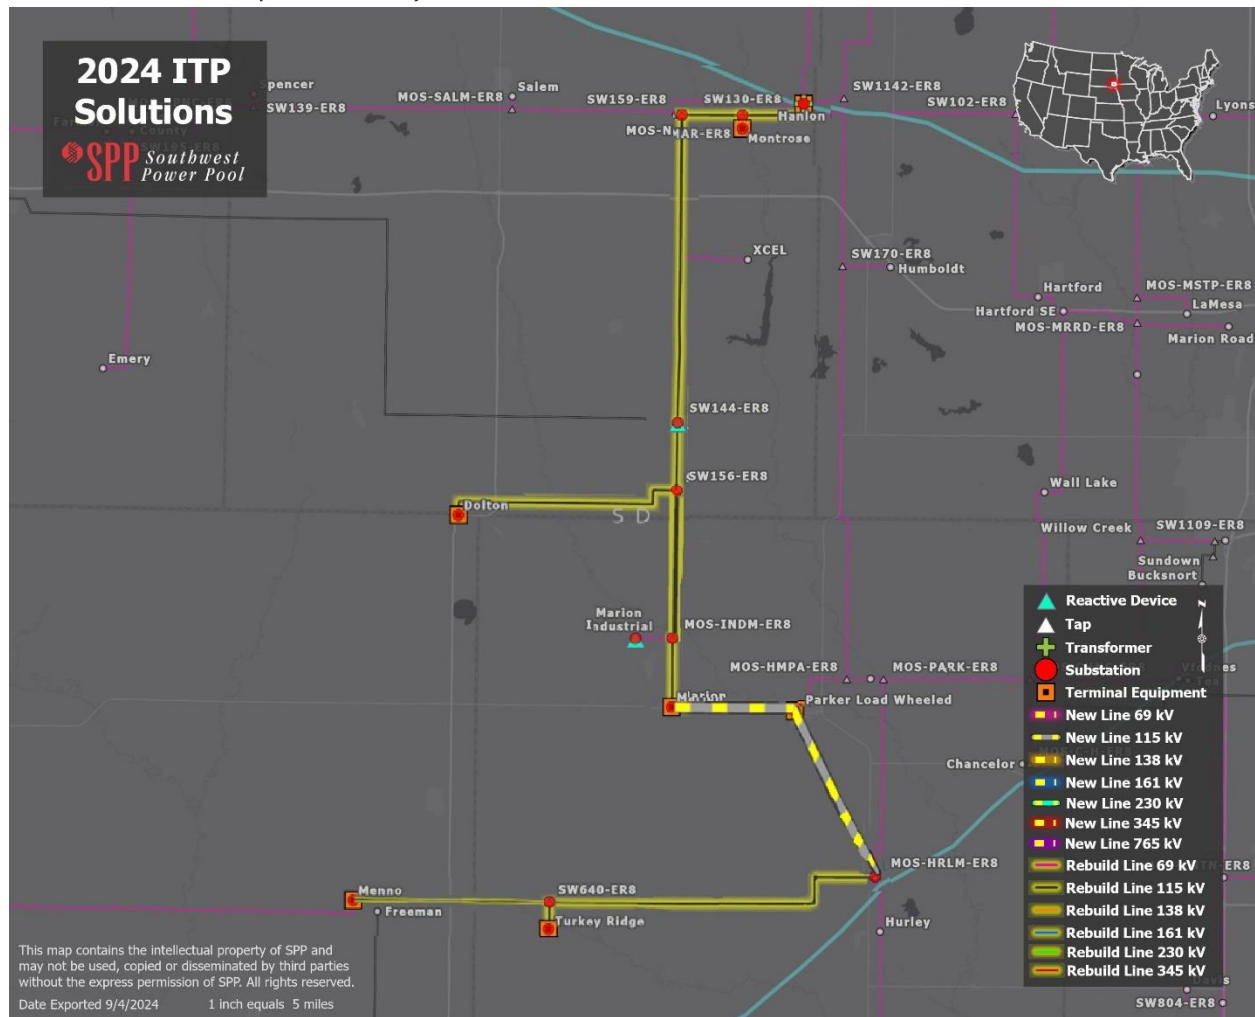 2024 ITP
Solutions
SPP Southwest
Power Pool
Spencer
SW139-ER8
MOS-SALM-ER8
Salem
SW159-ER8
SW130-ER8
SW1142-ER8
SW102-ER8
Lyons
County
SW195-ER8
MAR-ER8
Hanlon
Montrose
XCEL
SW170-ER8
Humboldt
Hartford
MOS-MSTP-ER8
LaMesa
Hartford SE
MOS-MRRD-ER8
Marion Road
Emery
SW144-ER8
SW156-ER8
Dolton
S D
Wall Lake
Willow Creek
SW1109-ER8
Sundown
Bucksnort
Marion
Industrial
MOS-INDM-ER8
MOS-HMPA-ER8
MOS-PARK-ER8
Marion
Parker Load Wheeled
Chancelor
MOS-HRLM-ER8
Menno
Freeman
SW640-ER8
Turkey Ridge
Hurley
Reactive Device
Tap
Transformer
Substation
Terminal Equipment
New Line 69 kV
New Line 115 kV
New Line 138 kV
New Line 161 kV
New Line 230 kV
New Line 345 kV
New Line 765 kV
Rebuild Line 69 kV
Rebuild Line 115 kV
Rebuild Line 138 kV
Rebuild Line 161 kV
Rebuild Line 230 kV
Rebuild Line 345 kV
N
Tea
Davis
SW804-ER8
This map contains the intellectual property of SPP and
may not be used, copied or disseminated by third parties
without the express permission of SPP. All rights reserved.
Date Exported 9/4/2024 1 inch equals 5 miles